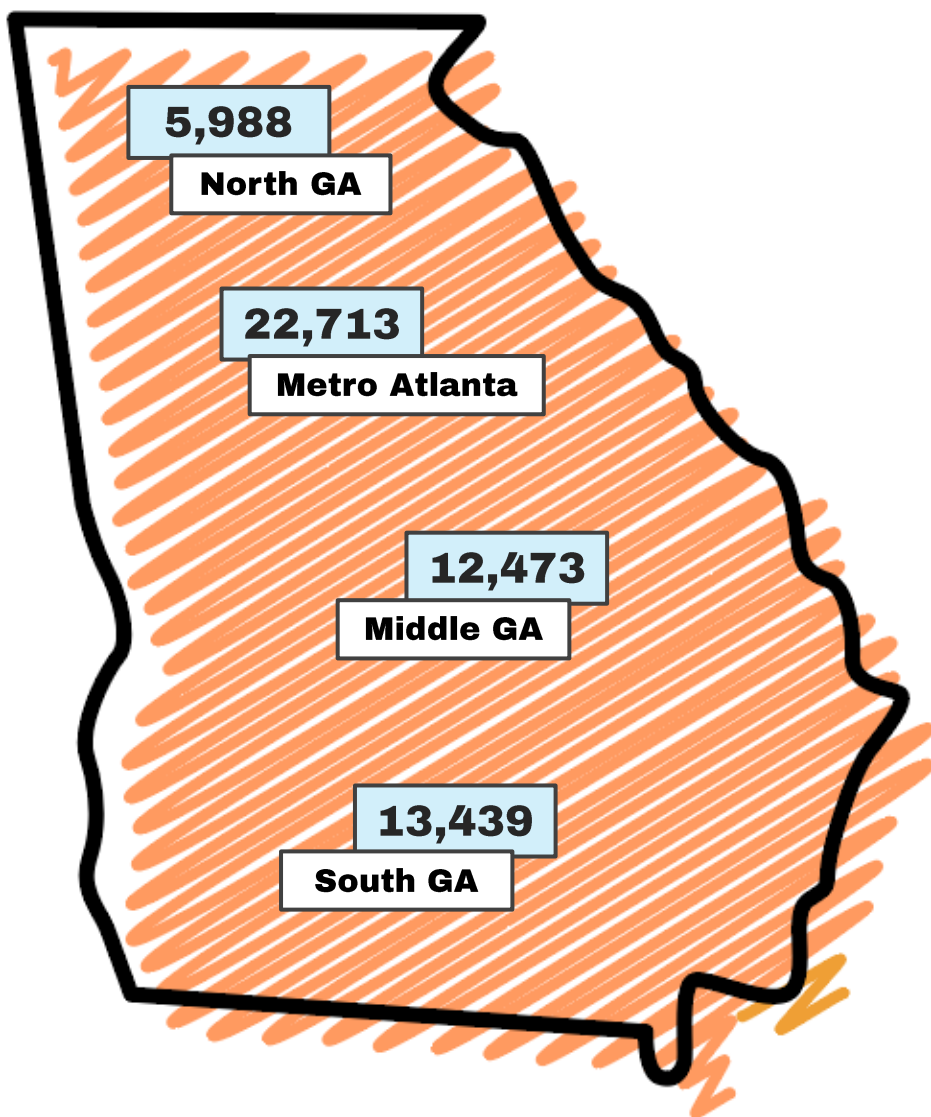 5,988
North GA
22,713
Metro Atlanta
12,473
Middle GA
13,439
South GA